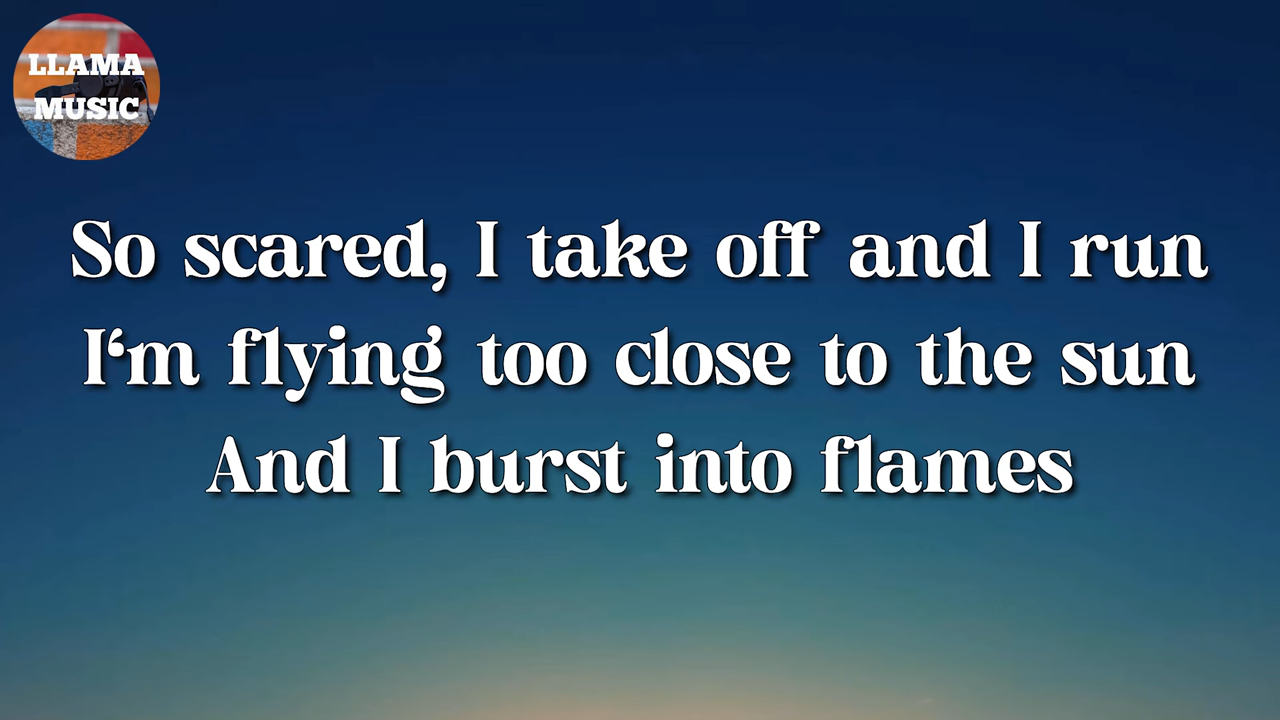 LLAMA
MUSIC
So scared, I take off and I run
I‘m flying too close to the sun
And I burst into flames